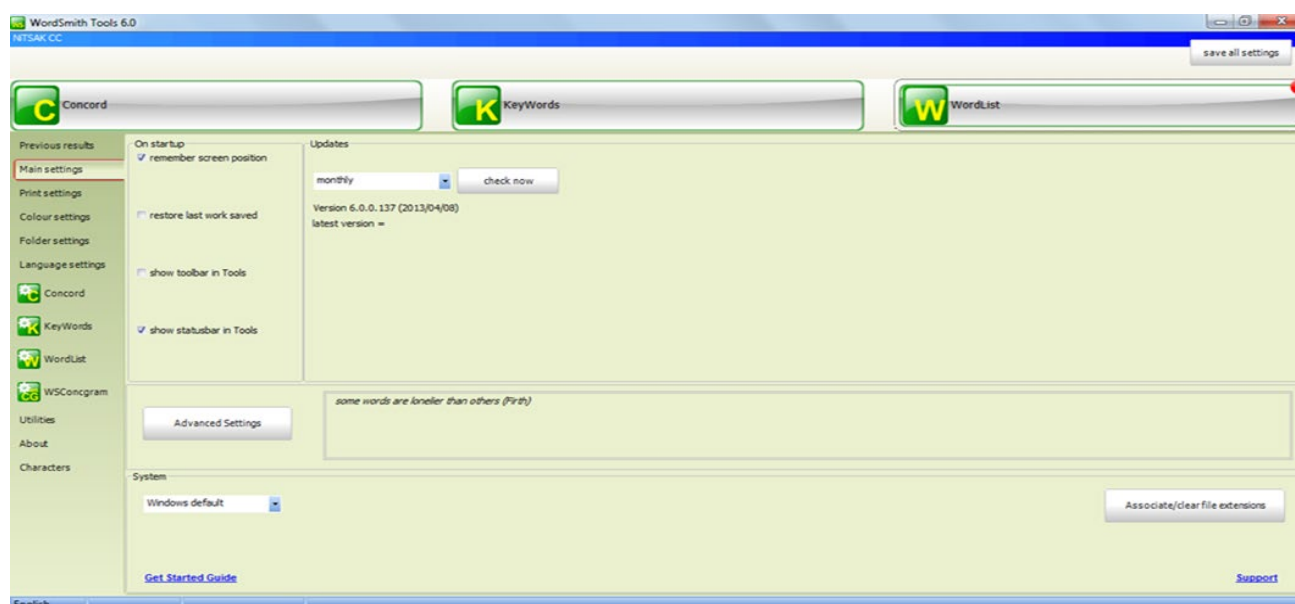 WordSmith Tools 6.0
NITSAK CC
save all settings
C Concord
K KeyWords
W WordList
Previous results
Main settings
Print settings
Colour settings
Folder settings
Language settings
C Concord
K KeyWords
W WordList
CG WSConcgram
Utilities
About
Characters
On startup
remember screen position
restore last work saved
show toolbar in Tools
show statusbar in Tools
Updates
monthly
check now
Version 6.0.0.137 (2013/04/08)
latest version =
Advanced Settings
some words are lonelier than others (Firth)
System
Windows default
Associate/clear file extensions
Get Started Guide
Support
English